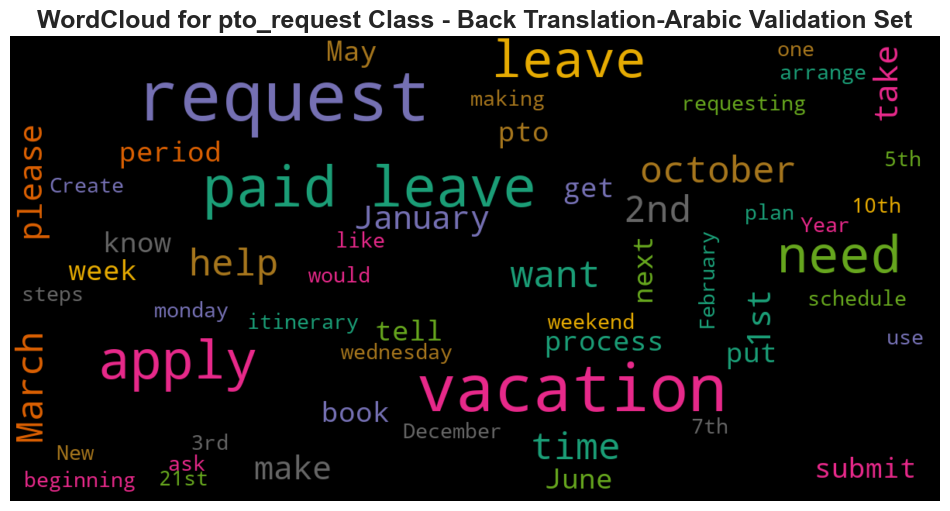 WordCloud for pto_request Class - Back Translation-Arabic Validation Set
May
leave
one
arrange
take
request
making
requesting
pto
please
period
october
5th
Create
paid leave
get
2nd
plan
10th
January
Year
know
like
help
week
want
next
February
need
would
steps
monday
itinerary
tell
weekend
1st
schedule
wednesday
process
put
use
March
apply
vacation
book
December
7th
3rd
New
ask
make
time
submit
beginning
21st
June